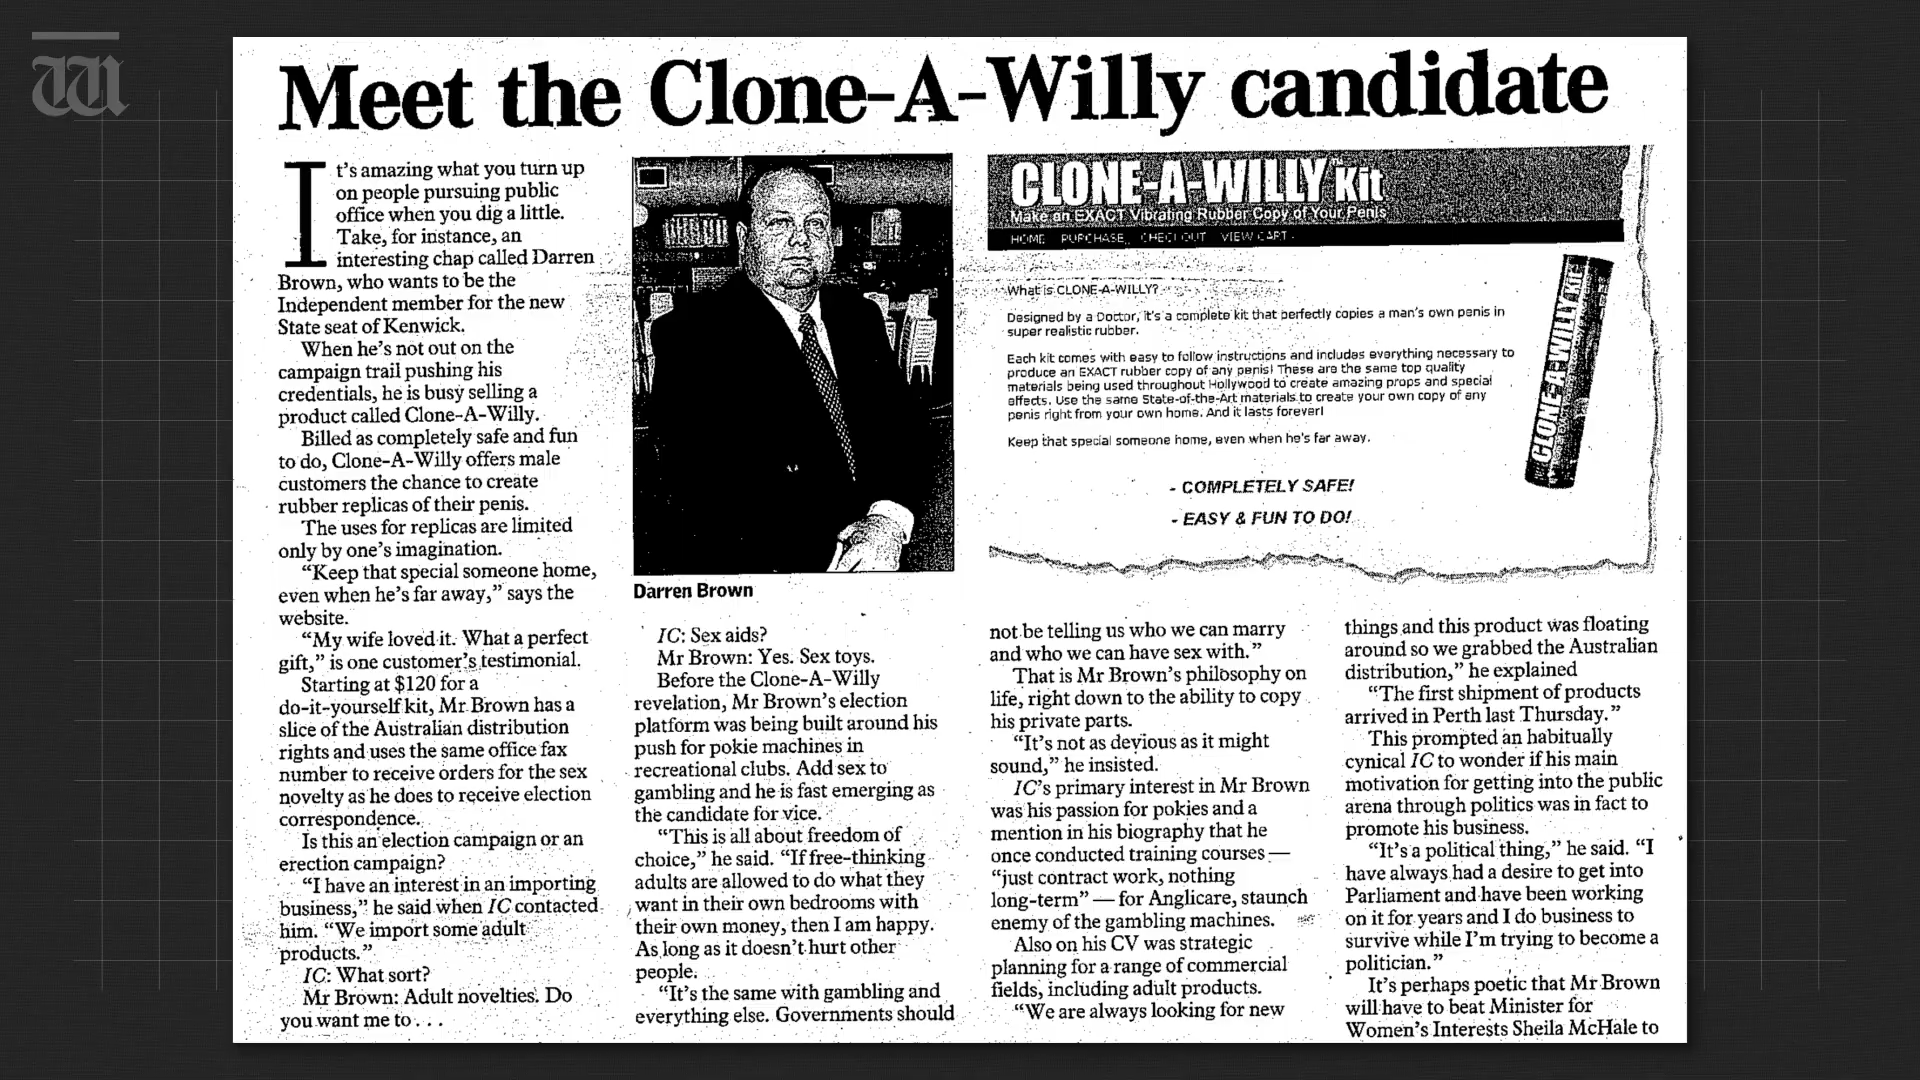 W
Meet the Clone-A-Willy candidate
It's amazing what you turn up
on people pursuing public
office when you dig a little.
Take, for instance, an
interesting chap called Darren
Brown, who wants to be the
Independent member for the new
State seat of Kenwick.
When he's not out on the
campaign trail pushing his
credentials, he is busy selling a
product called Clone-A-Willy.
Billed as completely safe and fun
to do, Clone-A-Willy offers male
customers the chance to create
rubber replicas of their penis.
The uses for replicas are limited
only by one's imagination.
“Keep that special someone home,
even when he's far away,” says the
website.
“My wife loved it. What a perfect
gift,” is one customer's testimonial.
Starting at $120 for a
do-it-yourself kit, Mr Brown has a
slice of the Australian distribution
rights and uses the same office fax
number to receive orders for the sex
novelty as he does to receive election
correspondence.
Is this an election campaign or an
erection campaign?
“I have an interest in an importing
business,” he said when IC contacted
him. “We import some adult
products.”
IC: What sort?
Mr Brown: Adult novelties. Do
you want me to . . .
Darren Brown
IC: Sex aids?
Mr Brown: Yes. Sex toys.
Before the Clone-A-Willy
revelation, Mr Brown's election
platform was being built around his
push for pokie machines in
recreational clubs. Add sex to
gambling and he is fast emerging as
the candidate for vice.
“This is all about freedom of
choice,” he said. “If free-thinking
adults are allowed to do what they
want in their own bedrooms with
their own money, then I am happy.
As long as it doesn't hurt other
people.
“It's the same with gambling and
everything else. Governments should
CLONE-A-WILLY Kit
Make an EXACT Vibrating Rubber Copy of Your Penis
HOME PURCHASE CHECKOUT VIEW CART
What is CLONE-A-WILLY?
Designed by a Doctor, it's a complete kit that perfectly copies a man's own penis in
super realistic rubber.
Each kit comes with easy to follow instructions and includes everything necessary to
produce an EXACT rubber copy of any penis! These are the same top quality
materials being used throughout Hollywood to create amazing props and special
effects. Use the same State-of-the-Art materials to create your own copy of any
penis right from your own home. And it lasts forever!
Keep that special someone home, even when he's far away.
- COMPLETELY SAFE!
- EASY & FUN TO DO!
CLONE-A-WILLY KIT
not be telling us who we can marry
and who we can have sex with.”
That is Mr Brown's philosophy on
life, right down to the ability to copy
his private parts.
“It's not as devious as it might
sound,” he insisted.
IC's primary interest in Mr Brown
was his passion for pokies and a
mention in his biography that he
once conducted training courses —
“just contract work, nothing
long-term” — for Anglicare, staunch
enemy of the gambling machines.
Also on his CV was strategic
planning for a range of commercial
fields, including adult products.
“We are always looking for new
things and this product was floating
around so we grabbed the Australian
distribution,” he explained
“The first shipment of products
arrived in Perth last Thursday.”
This prompted an habitually
cynical IC to wonder if his main
motivation for getting into the public
arena through politics was in fact to
promote his business.
“It's a political thing,” he said. “I
have always had a desire to get into
Parliament and have been working
on it for years and I do business to
survive while I'm trying to become a
politician.”
It's perhaps poetic that Mr Brown
will have to beat Minister for
Women's Interests Sheila McHale to